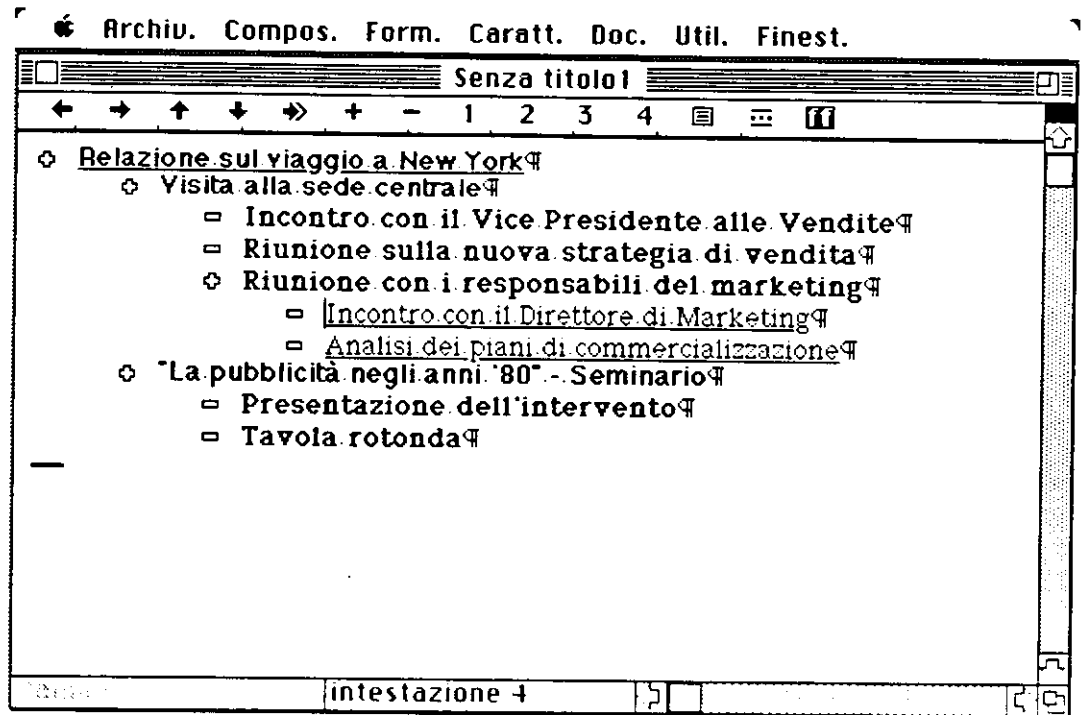 Archiv. Compos. Form. Caratt. Doc. Util. Finest.
Senza titolo1
1 2 3 4
Relazione sul viaggio a New York¶
Visita alla sede centrale¶
Incontro con il Vice Presidente alle Vendite¶
Riunione sulla nuova strategia di vendita¶
Riunione con i responsabili del marketing¶
Incontro con il Direttore di Marketing¶
Analisi dei piani di commercializzazione¶
"La pubblicità negli anni '80" - Seminario¶
Presentazione dell'intervento¶
Tavola rotonda¶
intestazione 4